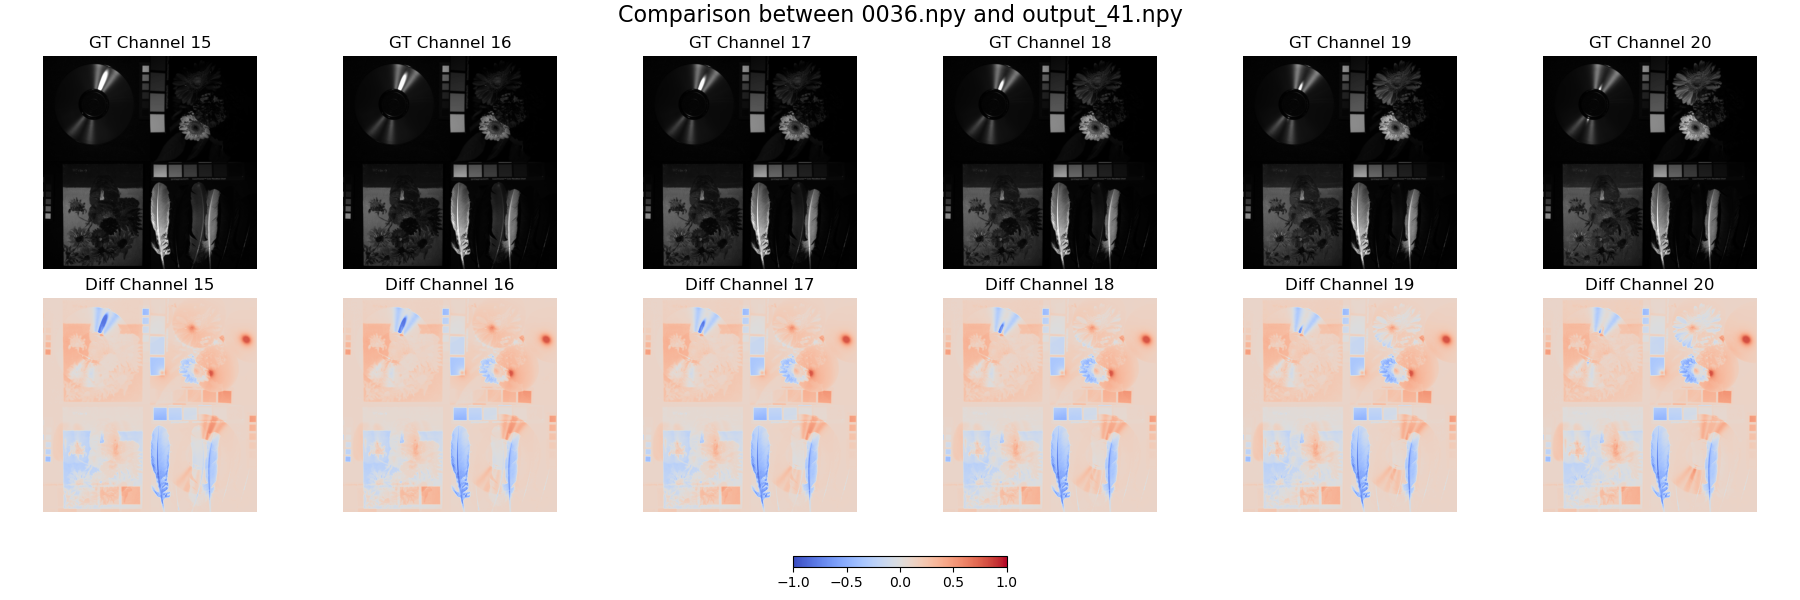 Comparison between 0036.npy and output_41.npy
GT Channel 15
GT Channel 16
GT Channel 17
GT Channel 18
GT Channel 19
GT Channel 20
Diff Channel 15
Diff Channel 16
Diff Channel 17
Diff Channel 18
Diff Channel 19
Diff Channel 20
−1.0 −0.5 0.0 0.5 1.0